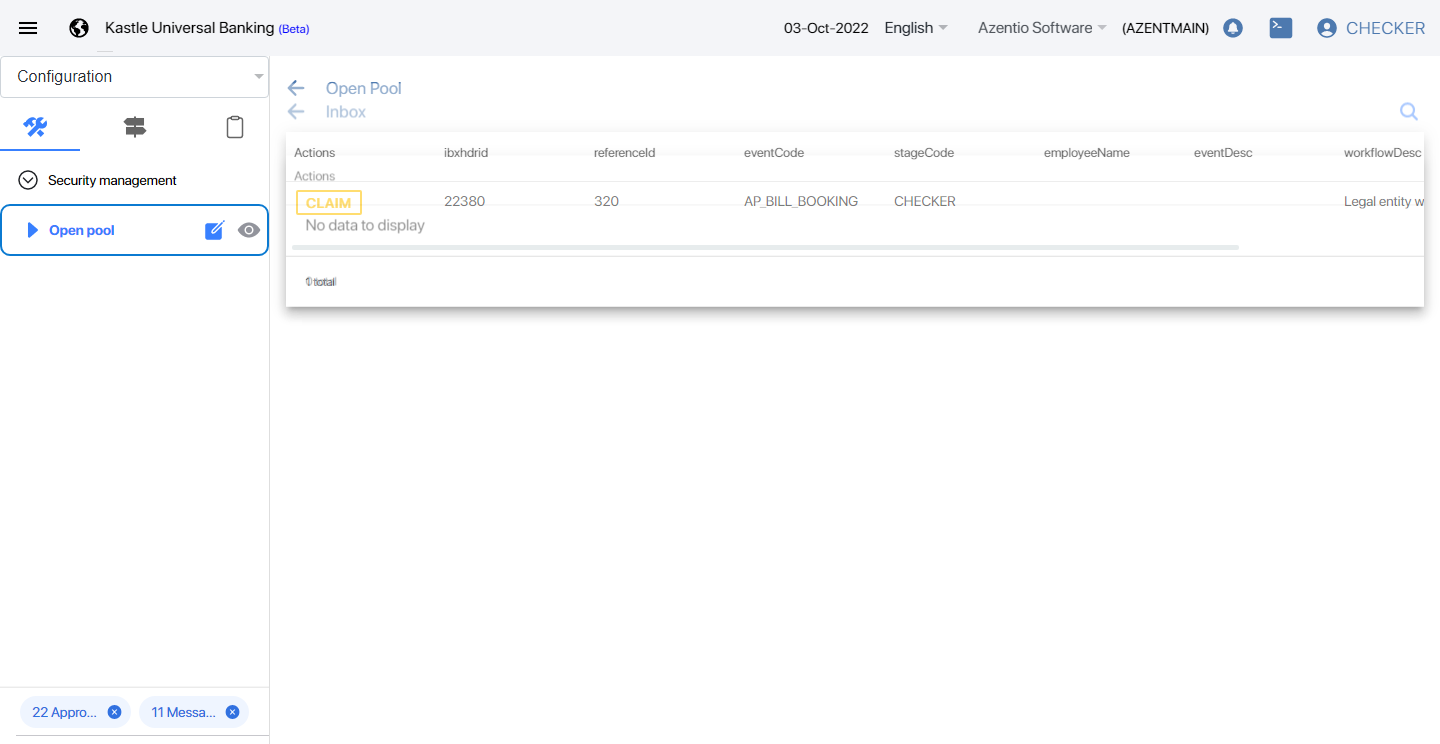 Kastle Universal Banking (Beta)
03-Oct-2022
English
Azentio Software
(AZENTMAIN)
CHECKER
Configuration
Security management
Open pool
22 Appro...
11 Messa...
Open Pool
Inbox
Actions ibxhdrid referenceId eventCode stageCode employeeName eventDesc workflowDesc
Actions
CLAIM 22380 320 AP_BILL_BOOKING CHECKER Legal entity w
No data to display
total